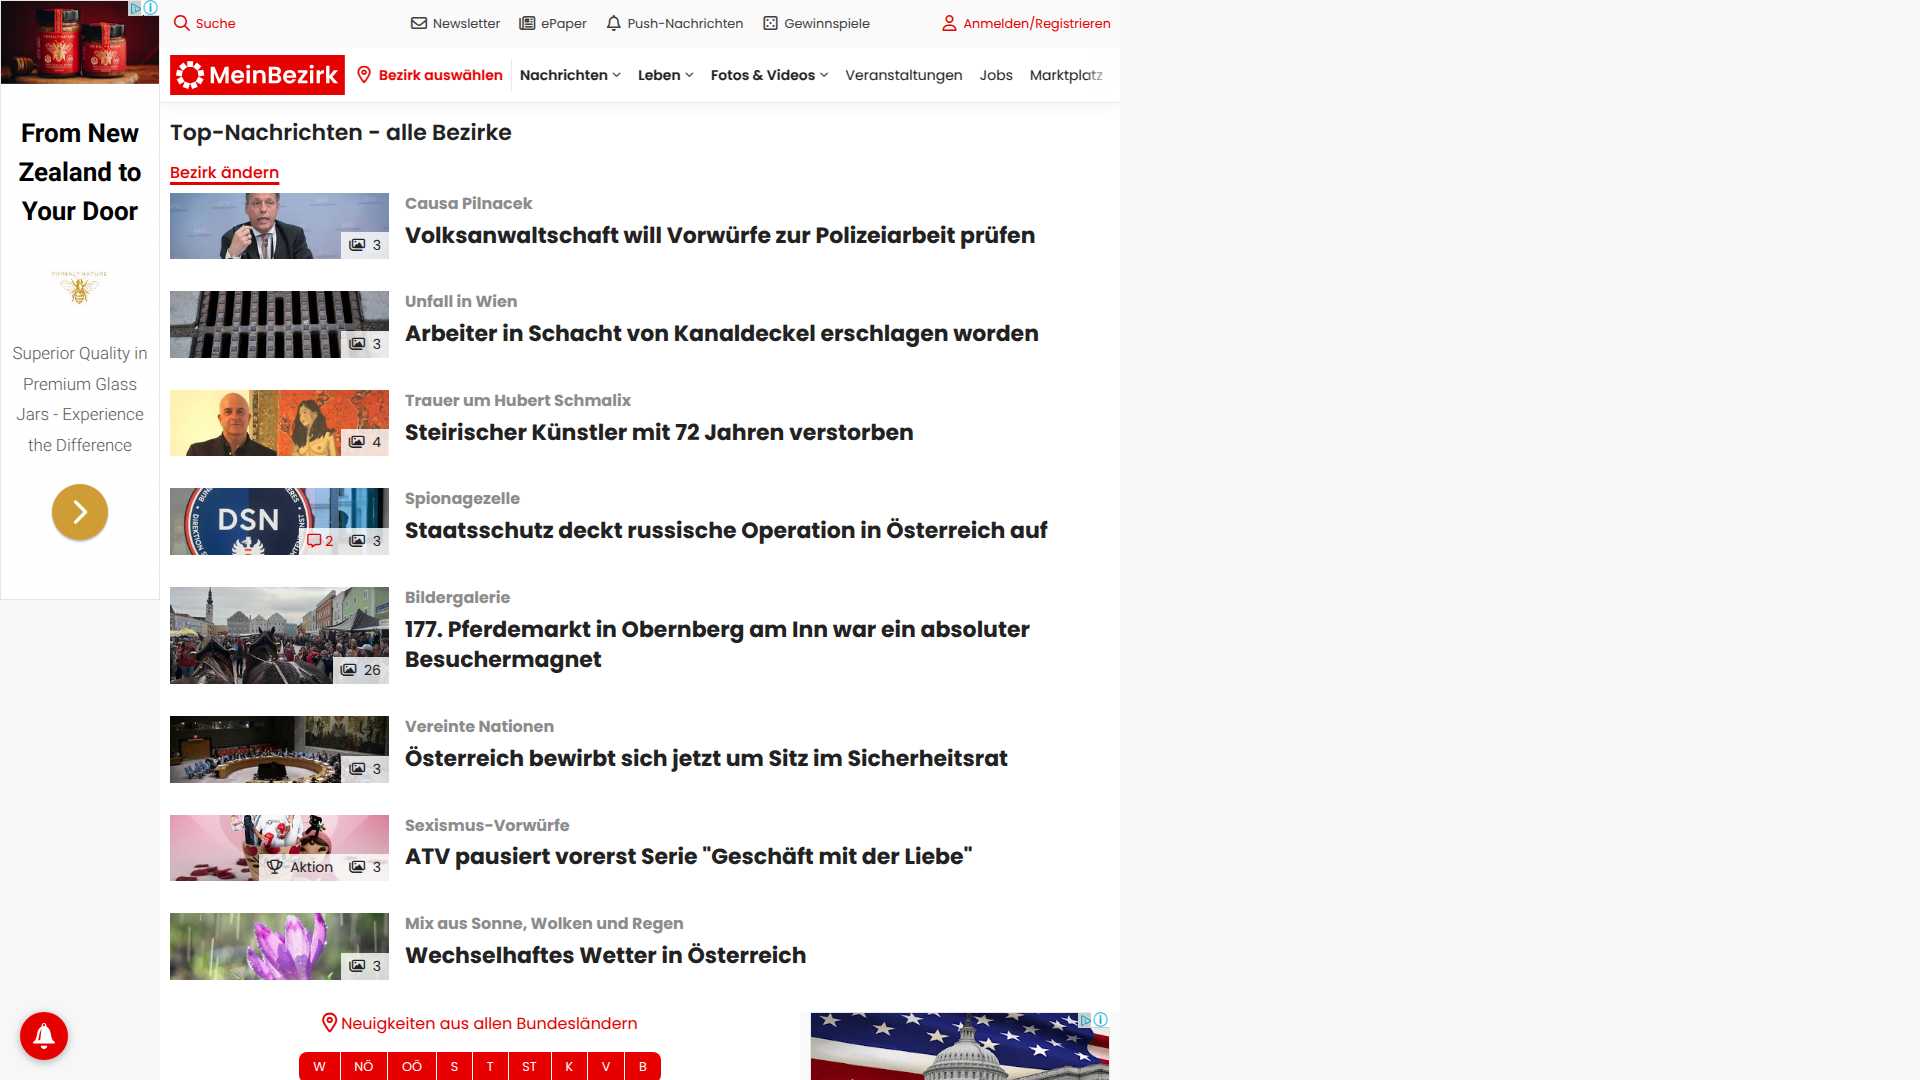 Suche
Newsletter
ePaper
Push-Nachrichten
Gewinnspiele
Anmelden/Registrieren
MeinBezirk
Bezirk auswählen
Nachrichten
Leben
Fotos & Videos
Veranstaltungen
Jobs
Marktplatz
From New
Zealand to
Your Door
Superior Quality in
Premium Glass
Jars - Experience
the Difference
Top-Nachrichten - alle Bezirke
Bezirk ändern
3
Causa Pilnacek
Volksanwaltschaft will Vorwürfe zur Polizeiarbeit prüfen
3
Unfall in Wien
Arbeiter in Schacht von Kanaldeckel erschlagen worden
4
Trauer um Hubert Schmalix
Steirischer Künstler mit 72 Jahren verstorben
DSN
2 3
Spionagezelle
Staatsschutz deckt russische Operation in Österreich auf
26
Bildergalerie
177. Pferdemarkt in Obernberg am Inn war ein absoluter
Besuchermagnet
3
Vereinte Nationen
Österreich bewirbt sich jetzt um Sitz im Sicherheitsrat
Aktion 3
Sexismus-Vorwürfe
ATV pausiert vorerst Serie "Geschäft mit der Liebe"
3
Mix aus Sonne, Wolken und Regen
Wechselhaftes Wetter in Österreich
Neuigkeiten aus allen Bundesländern
W NÖ OÖ S T ST K V B